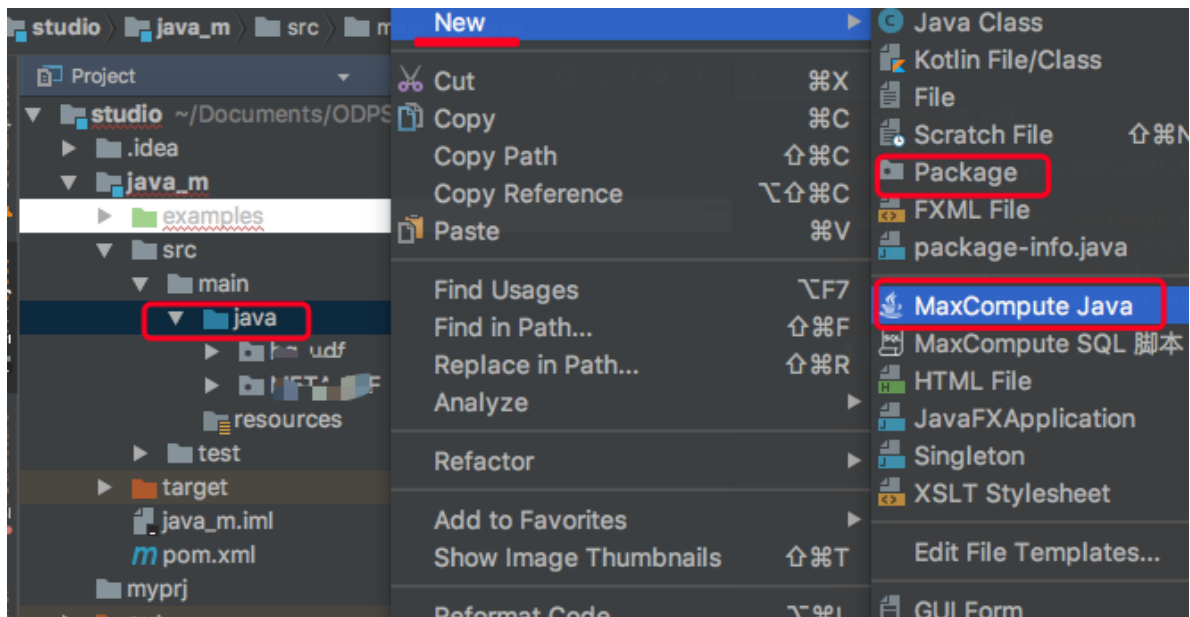 studio java_m src
Project
studio ~/Documents/ODPS
.idea
java_m
examples
src
main
java
udf
resources
test
target
java_m.iml
pom.xml
myprj
New
Cut ⌘X
Copy ⌘C
Copy Path ⇧⌘C
Copy Reference ⌥⇧⌘C
Paste ⌘V
Find Usages ⌥F7
Find in Path... ⇧⌘F
Replace in Path... ⇧⌘R
Analyze
Refactor
Add to Favorites
Show Image Thumbnails ⇧⌘T
Reformat Code ⌥⌘L
Java Class
Kotlin File/Class
File
Scratch File ⇧⌘N
Package
FXML File
package-info.java
MaxCompute Java
MaxCompute SQL 脚本
HTML File
JavaFXApplication
Singleton
XSLT Stylesheet
Edit File Templates...
GUI Form